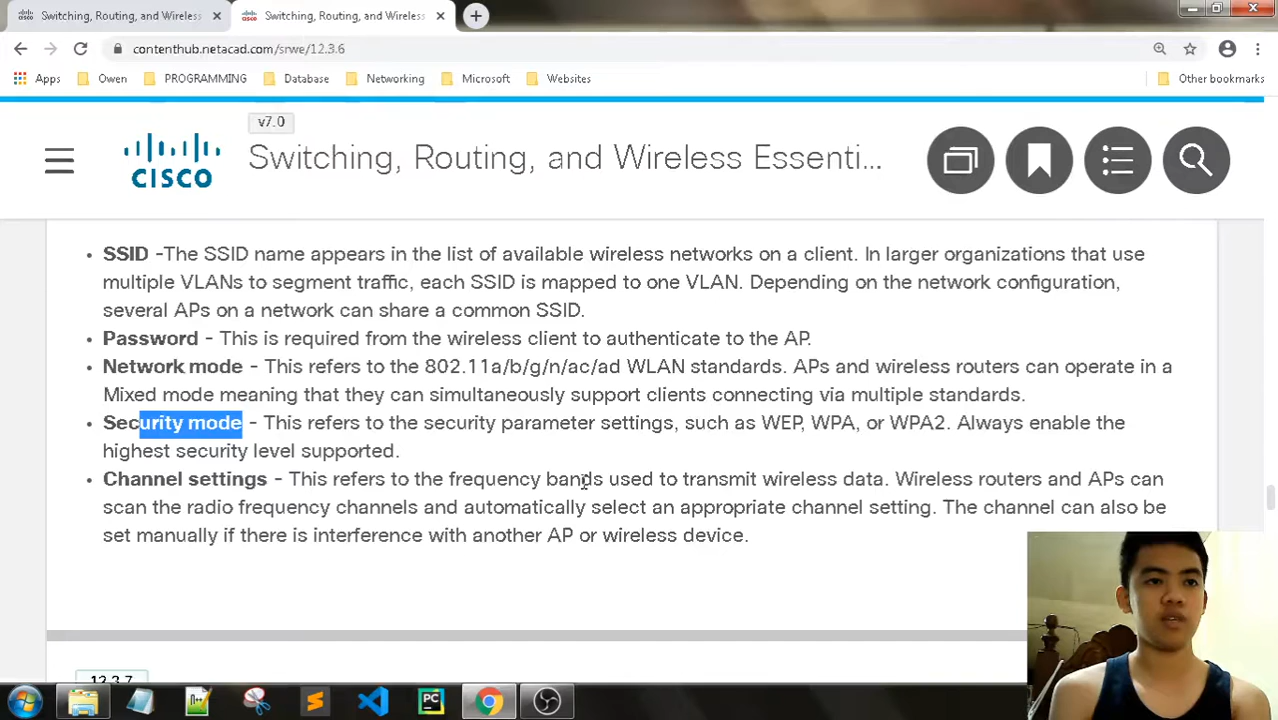 Switching, Routing, and Wireless
Switching, Routing, and Wireless
contenthub.netacad.com/srwe/12.3.6
Apps
Owen
PROGRAMMING
Database
Networking
Microsoft
Websites
Other bookmarks
v7.0
CISCO
Switching, Routing, and Wireless Essenti...
• SSID -The SSID name appears in the list of available wireless networks on a client. In larger organizations that use
multiple VLANs to segment traffic, each SSID is mapped to one VLAN. Depending on the network configuration,
several APs on a network can share a common SSID.
• Password - This is required from the wireless client to authenticate to the AP.
• Network mode - This refers to the 802.11a/b/g/n/ac/ad WLAN standards. APs and wireless routers can operate in a
Mixed mode meaning that they can simultaneously support clients connecting via multiple standards.
• Security mode - This refers to the security parameter settings, such as WEP, WPA, or WPA2. Always enable the
highest security level supported.
• Channel settings - This refers to the frequency bands used to transmit wireless data. Wireless routers and APs can
scan the radio frequency channels and automatically select an appropriate channel setting. The channel can also be
set manually if there is interference with another AP or wireless device.
12.3.7
PC